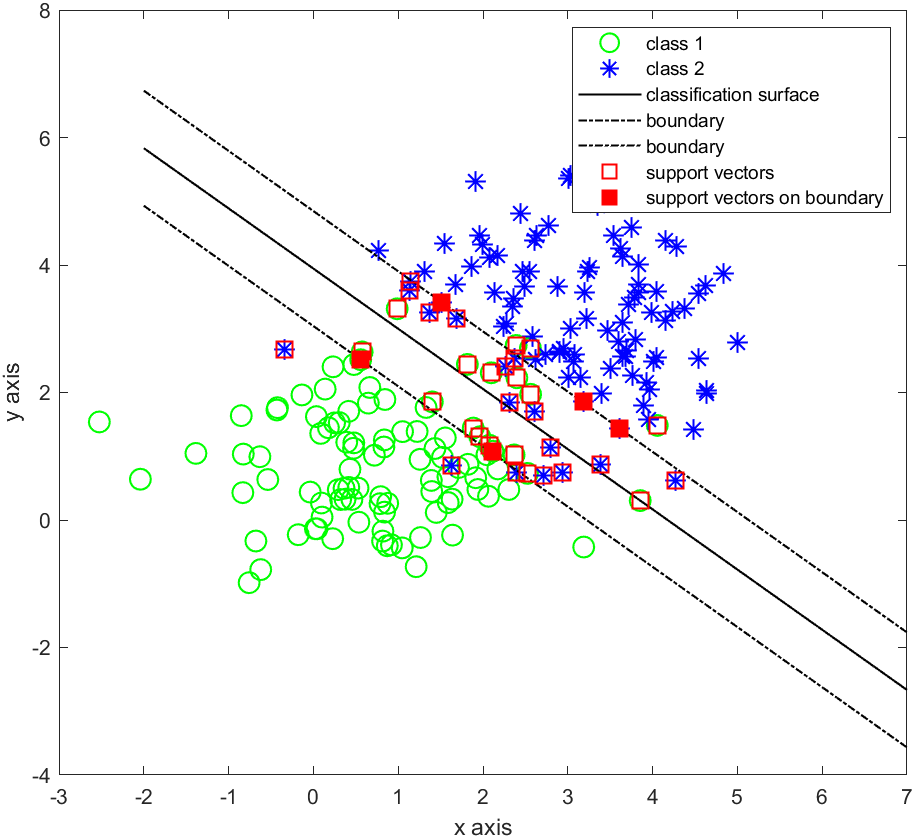 8
6
4
2
0
-2
-4
y axis
-3
-2
-1
0
1
2
3
4
5
6
7
x axis
class 1
class 2
classification surface
boundary
boundary
support vectors
support vectors on boundary